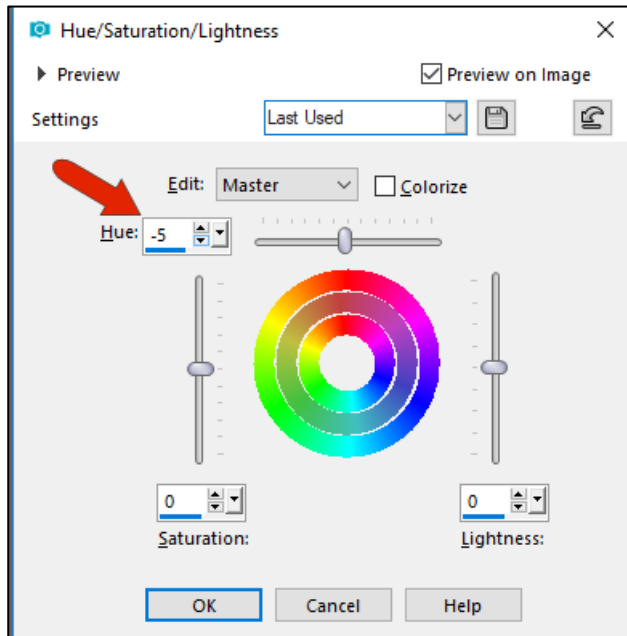 Hue/Saturation/Lightness
Preview
Preview on Image
Settings
Last Used
Edit: Master
Colorize
Hue: -5
0
0
Saturation:
Lightness:
OK
Cancel
Help